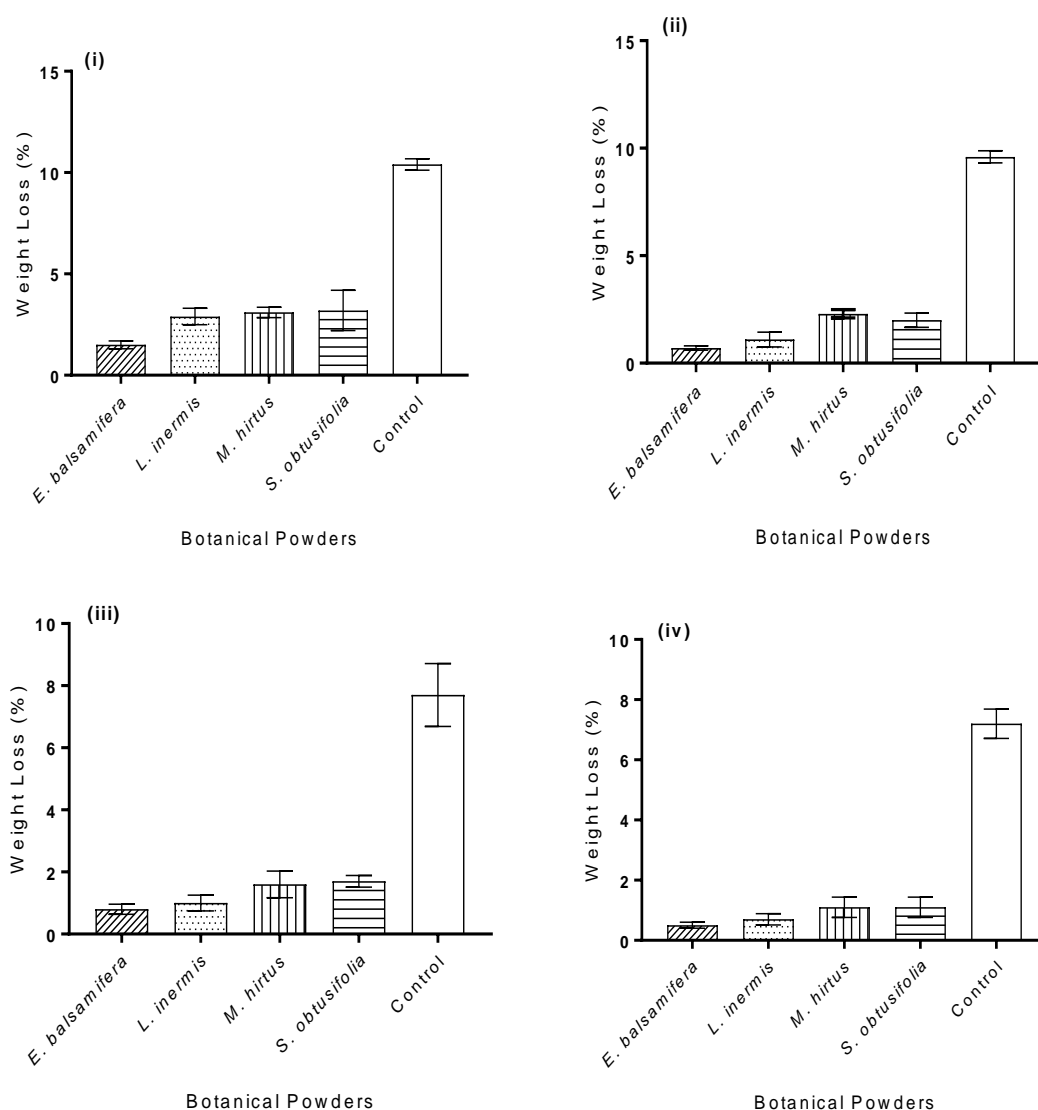 (i)
Weight Loss (%)
15
10
5
0
E. balsamifera
L. inermis
M. hirtus
S. obtusifolia
Control
Botanical Powders
(ii)
Weight Loss (%)
15
10
5
0
E. balsamifera
L. inermis
M. hirtus
S. obtusifolia
Control
Botanical Powders
(iii)
Weight Loss (%)
10
8
6
4
2
0
E. balsamifera
L. inermis
M. hirtus
S. obtusifolia
Control
Botanical Powders
(iv)
Weight Loss (%)
10
8
6
4
2
0
E. balsamifera
L. inermis
M. hirtus
S. obtusifolia
Control
Botanical Powders